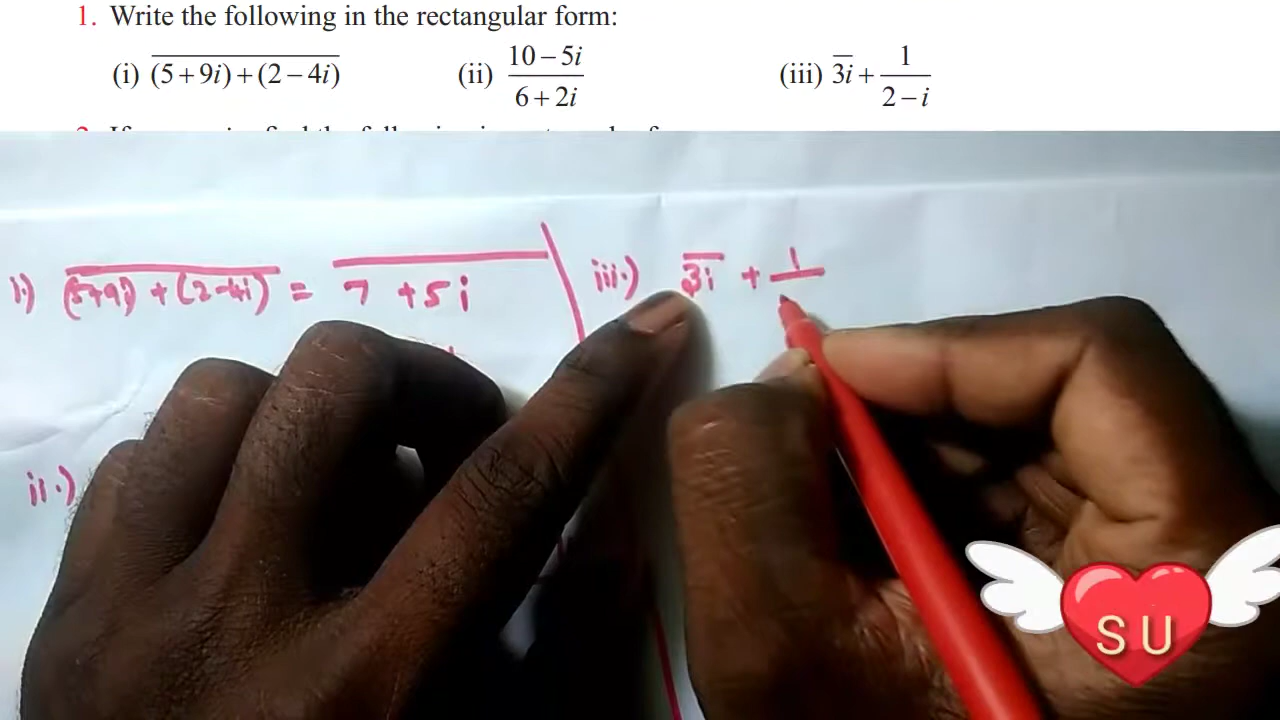 1. Write the following in the rectangular form:
(i) \overline{(5+9i)+(2-4i)} (ii) \frac{10-5i}{6+2i} (iii) \overline{3i}+\frac{1}{2-i}
i.) \overline{(5+9i)+(2-4i)} = \overline{7+5i}
iii.) \overline{3i} + \frac{1}{}
ii.)
SU